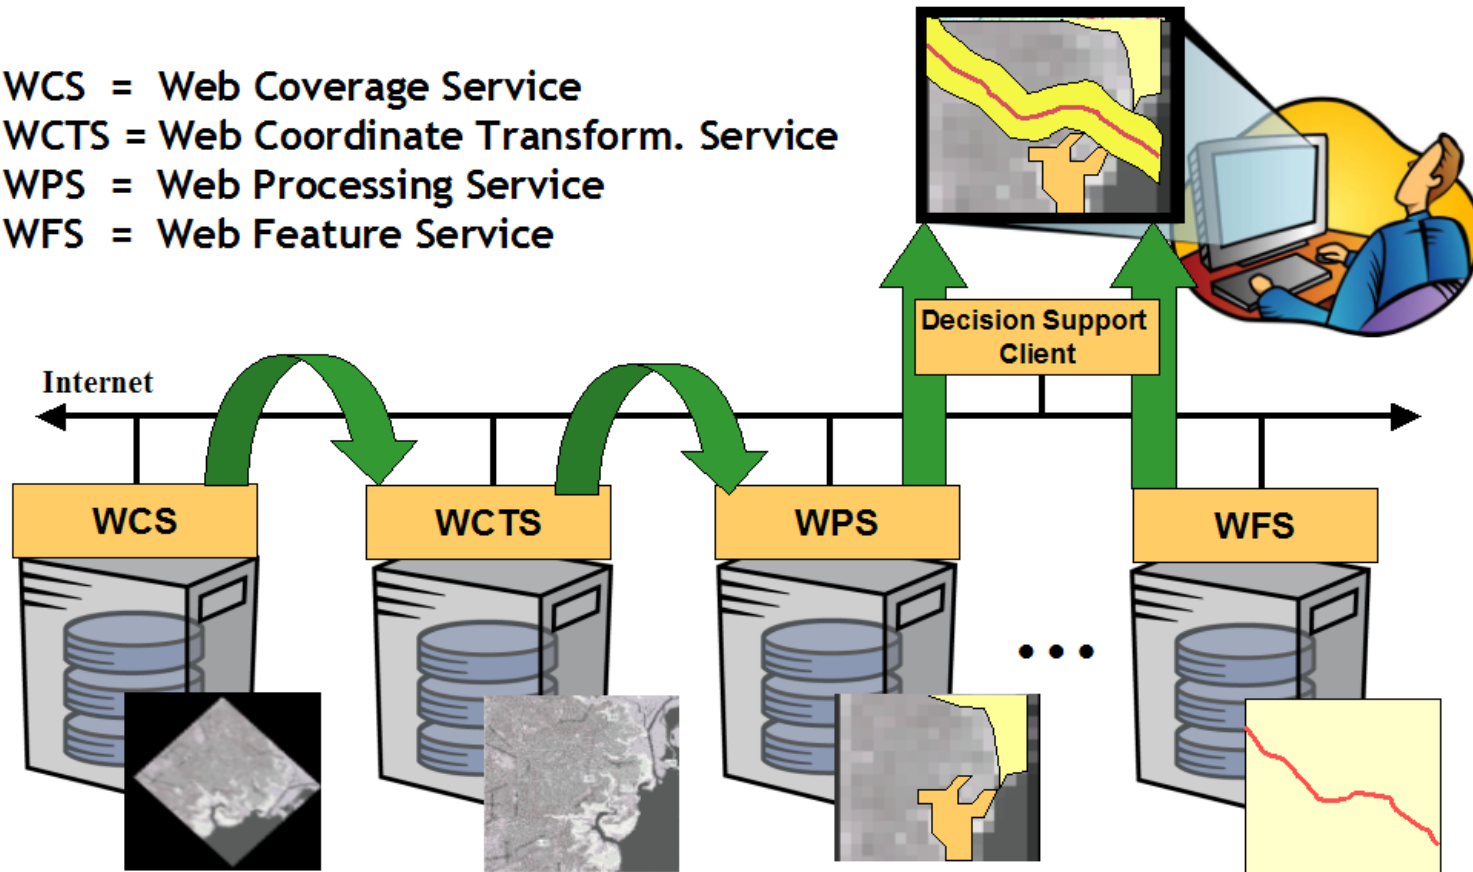 WCS = Web Coverage Service
WCTS = Web Coordinate Transform. Service
WPS = Web Processing Service
WFS = Web Feature Service
Decision Support
Client
Internet
WCS
WCTS
WPS
• • •
WFS